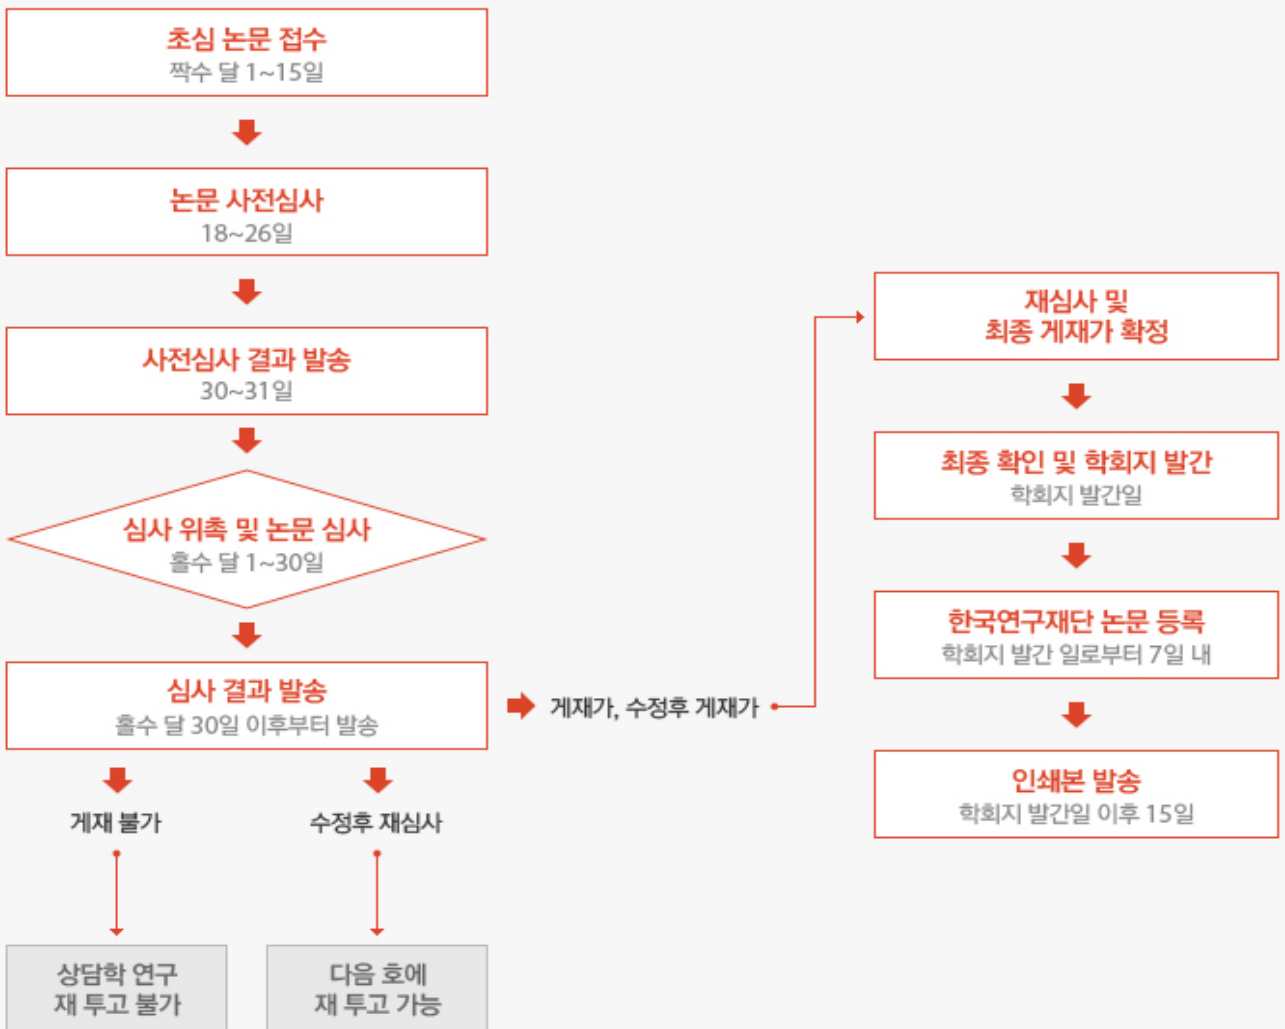 초심 논문 접수
짝수 달 1~15일
논문 사전심사
18~26일
사전심사 결과 발송
30~31일
심사 위촉 및 논문 심사
홀수 달 1~30일
심사 결과 발송
홀수 달 30일 이후부터 발송
게재 불가
수정후 재심사
상담학 연구
재 투고 불가
다음 호에
재 투고 가능
게재가, 수정후 게재가
재심사 및
최종 게재가 확정
최종 확인 및 학회지 발간
학회지 발간일
한국연구재단 논문 등록
학회지 발간 일로부터 7일 내
인쇄본 발송
학회지 발간일 이후 15일